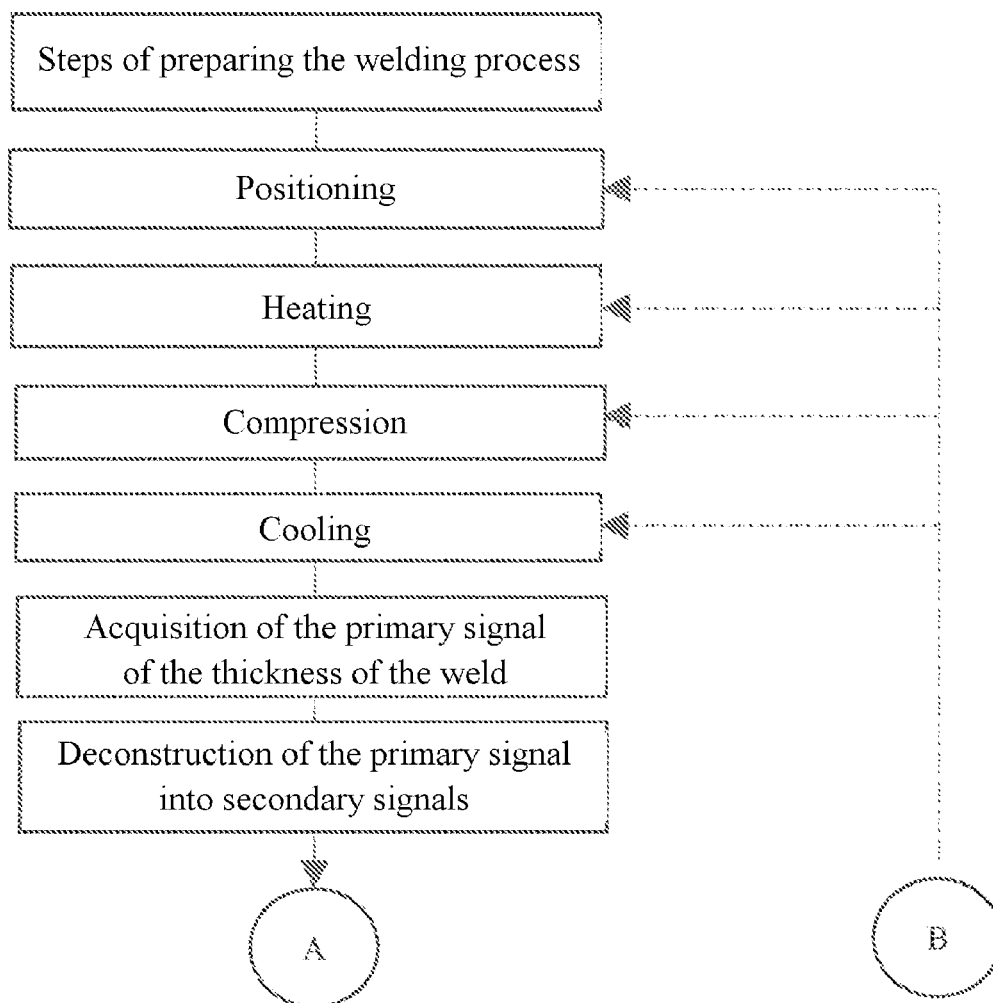 Steps of preparing the welding process
Positioning
Heating
Compression
Cooling
Acquisition of the primary signal
of the thickness of the weld
Deconstruction of the primary signal
into secondary signals
A
B